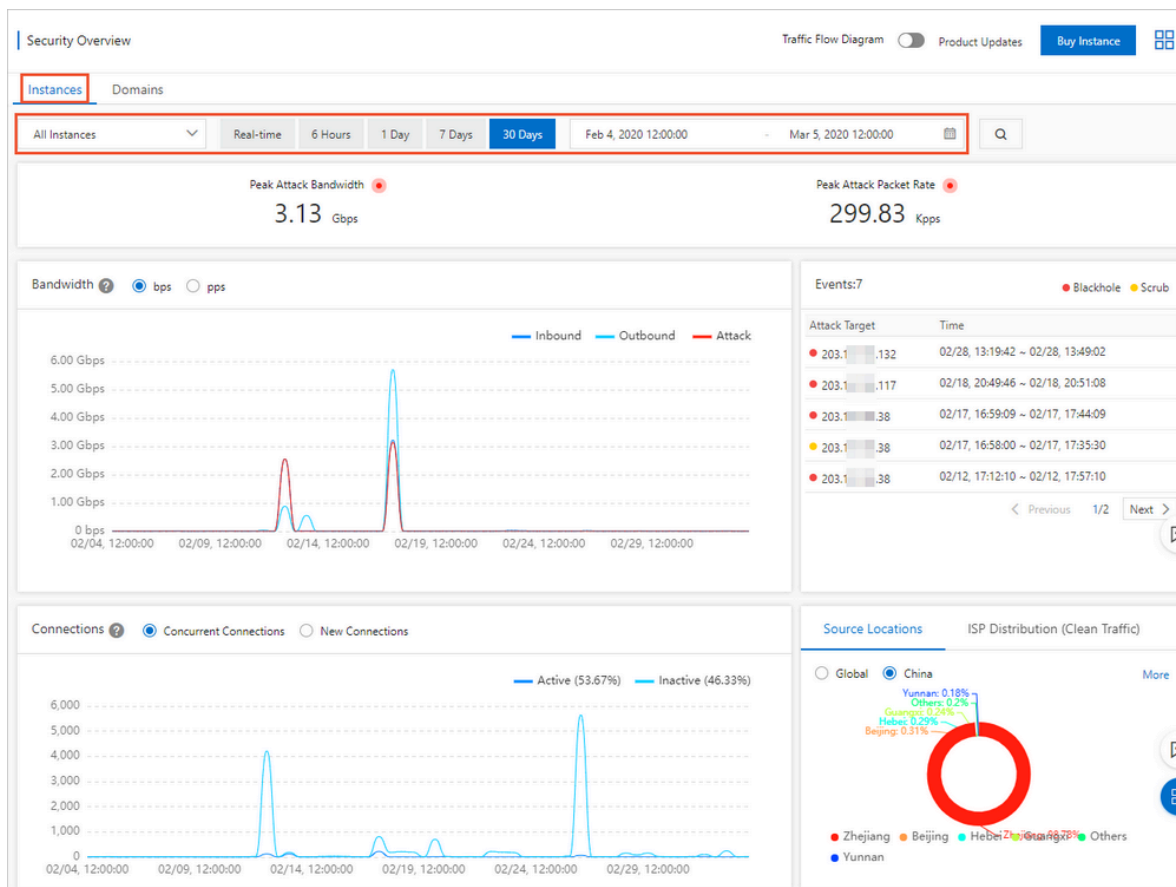 Security Overview
Traffic Flow Diagram Product Updates Buy Instance
Instances Domains
All Instances Real-time 6 Hours 1 Day 7 Days 30 Days Feb 4, 2020 12:00:00 - Mar 5, 2020 12:00:00
Peak Attack Bandwidth Peak Attack Packet Rate
3.13 Gbps 299.83 Kpps
Bandwidth ? bps pps
Inbound Outbound Attack
6.00 Gbps
5.00 Gbps
4.00 Gbps
3.00 Gbps
2.00 Gbps
1.00 Gbps
0 bps
02/04, 12:00:00 02/09, 12:00:00 02/14, 12:00:00 02/19, 12:00:00 02/24, 12:00:00 02/29, 12:00:00
Events:7 Blackhole Scrub
Attack Target Time
203.1 .132 02/28, 13:19:42 ~ 02/28, 13:49:02
203.1 .117 02/18, 20:49:46 ~ 02/18, 20:51:08
203.1 .38 02/17, 16:59:09 ~ 02/17, 17:44:09
203.1 .38 02/17, 16:58:00 ~ 02/17, 17:35:30
203.1 .38 02/12, 17:12:10 ~ 02/12, 17:57:10
< Previous 1/2 Next >
Connections ? Concurrent Connections New Connections
Active (53.67%) Inactive (46.33%)
6,000
5,000
4,000
3,000
2,000
1,000
0
02/04, 12:00:00 02/09, 12:00:00 02/14, 12:00:00 02/19, 12:00:00 02/24, 12:00:00 02/29, 12:00:00
Source Locations ISP Distribution (Clean Traffic)
Global China More
Yunnan: 0.18%
Others: 0.2%
Guangxi: 0.24%
Hebei: 0.29%
Beijing: 0.31%
Zhejiang: 98.78%
Zhejiang Beijing Hebei Guangxi Others
Yunnan